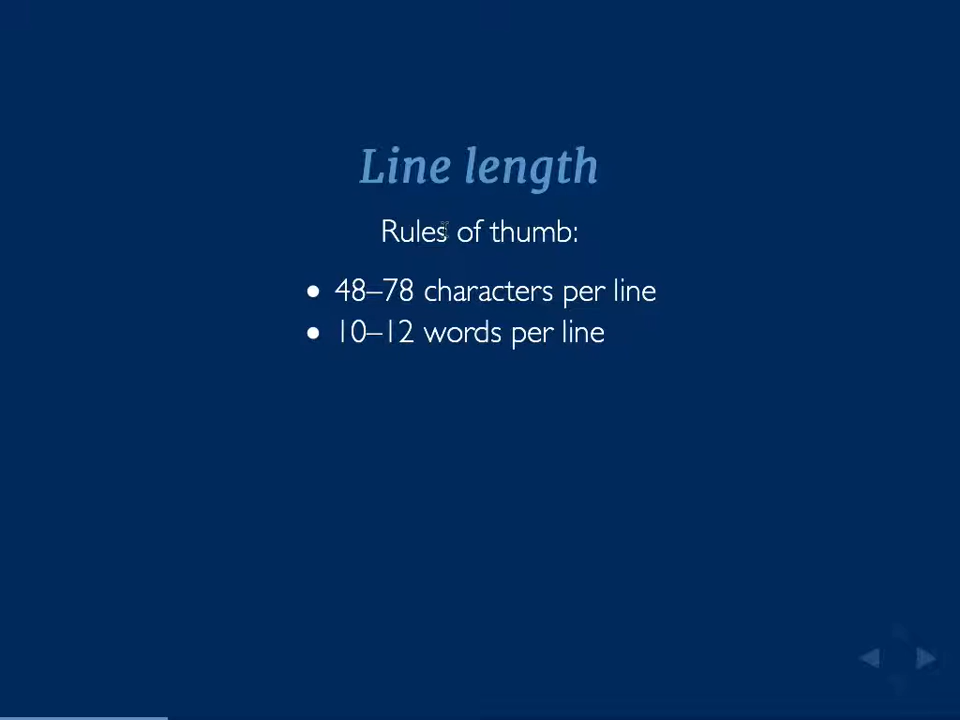 Line length
Rules of thumb:
• 48–78 characters per line
• 10–12 words per line